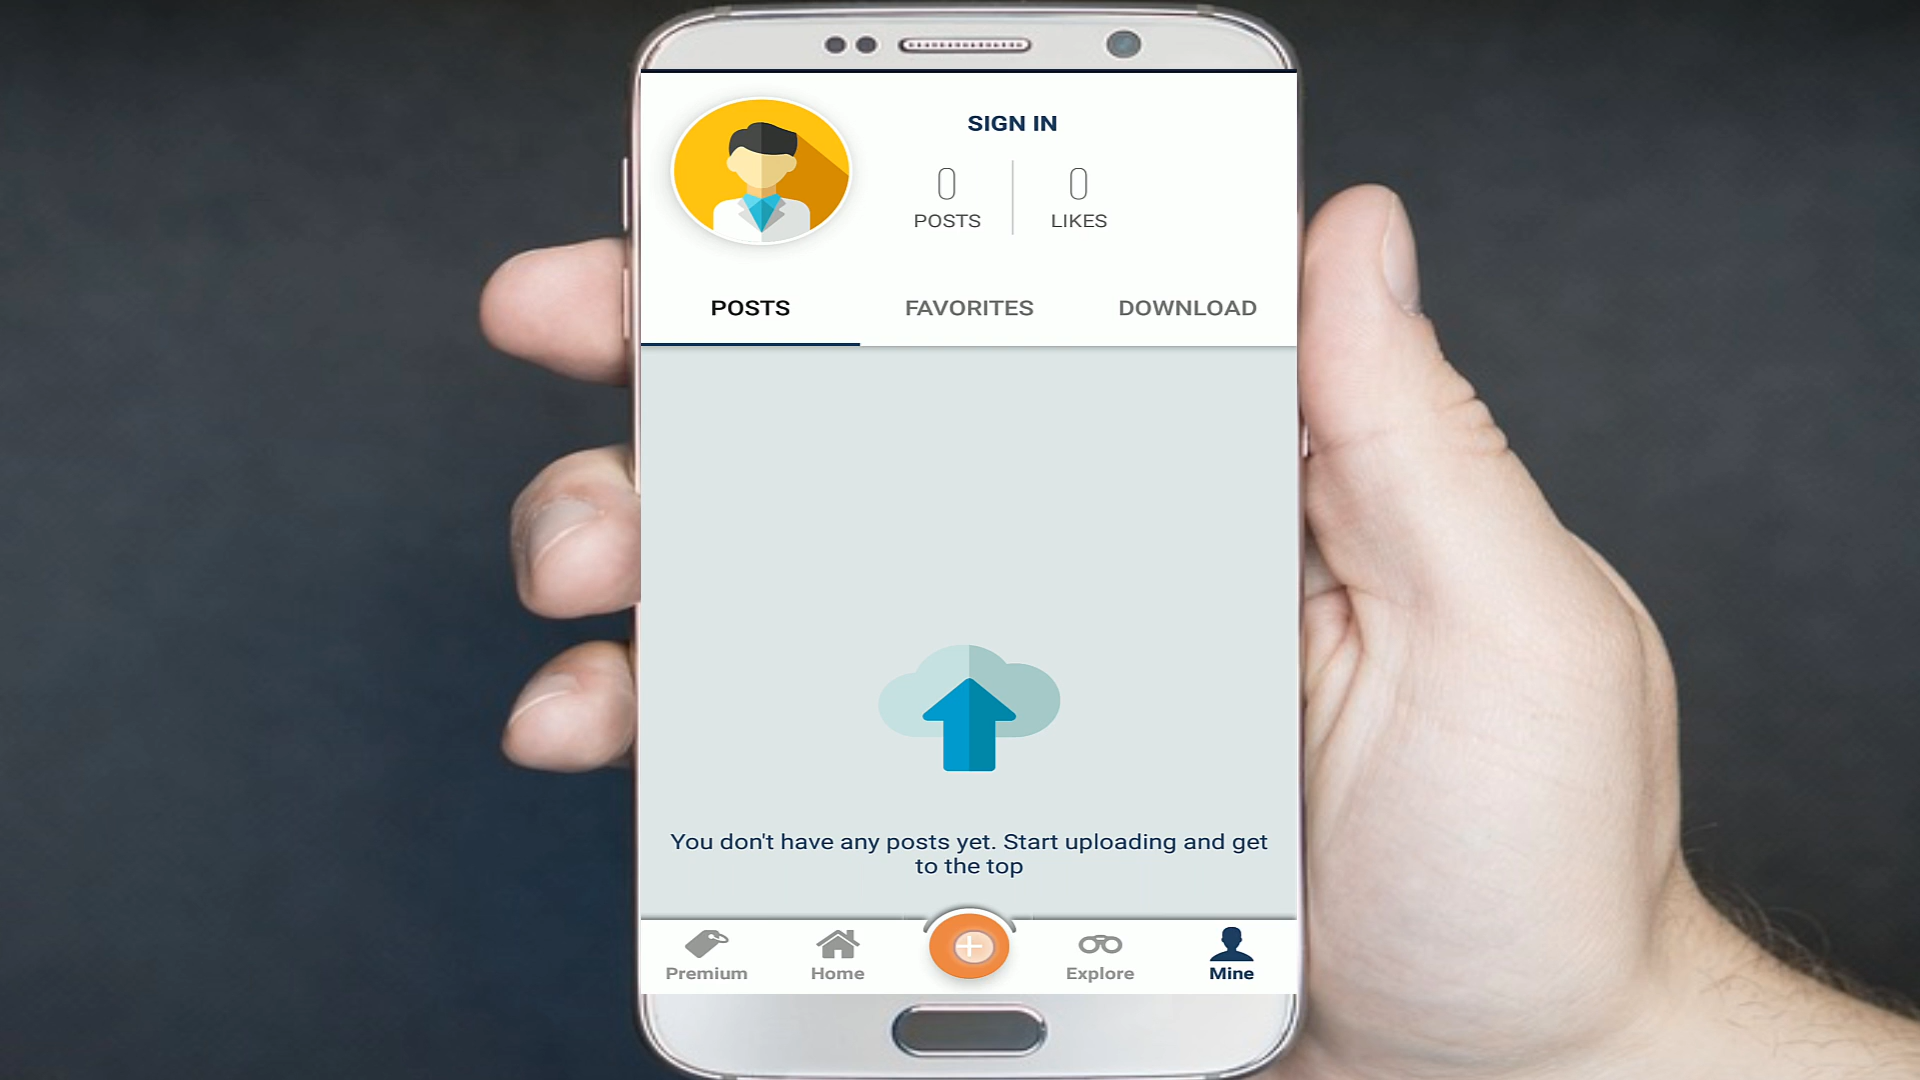 SIGN IN
0 0
POSTS LIKES
POSTS FAVORITES DOWNLOAD
You don't have any posts yet. Start uploading and get
to the top
Premium Home Explore Mine